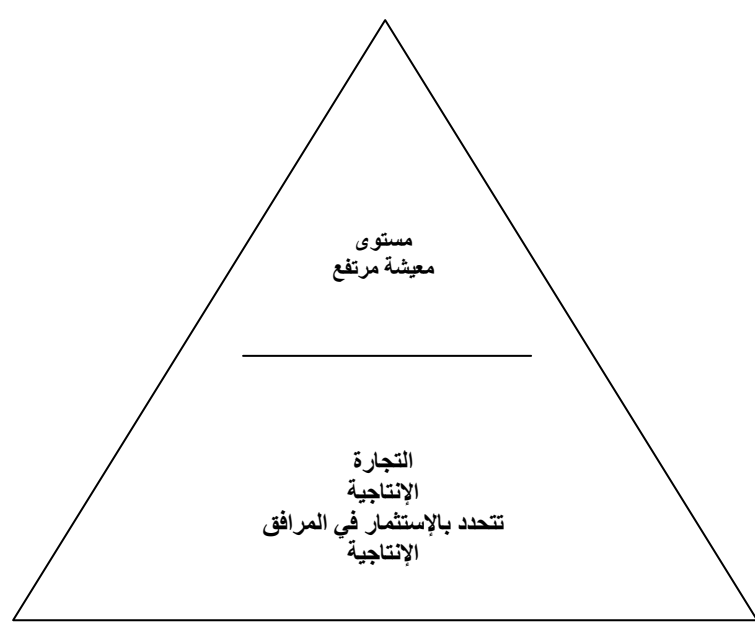 مستوى
معيشة مرتفع
التجارة
الإنتاجية
تتحدد بالإستثمار في المرافق
الإنتاجية